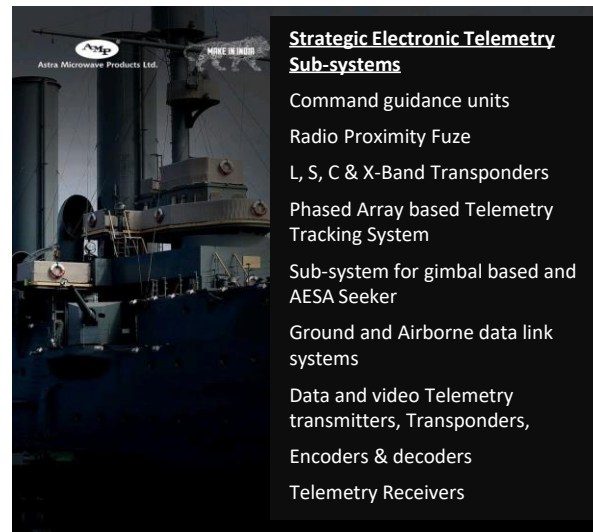 AMP
Astra Microwave Products Ltd.
MAKE IN INDIA
Strategic Electronic Telemetry
Sub-systems
Command guidance units
Radio Proximity Fuze
L, S, C & X-Band Transponders
Phased Array based Telemetry
Tracking System
Sub-system for gimbal based and
AESA Seeker
Ground and Airborne data link
systems
Data and video Telemetry
transmitters, Transponders,
Encoders & decoders
Telemetry Receivers